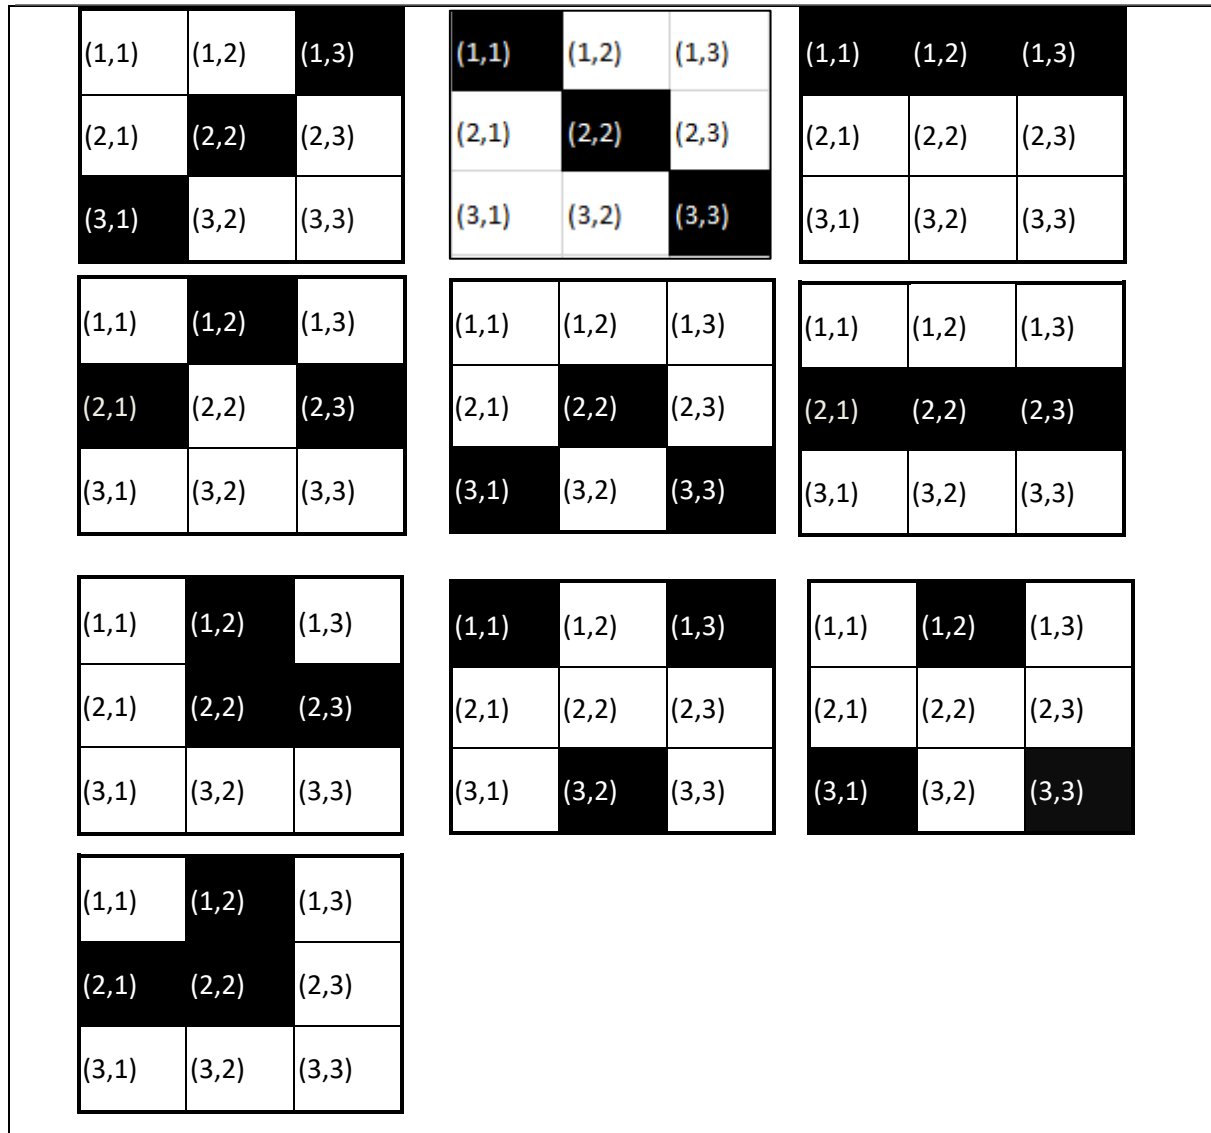 (1,1) (1,2) (1,3) (1,1) (1,2) (1,3) (1,1) (1,2) (1,3)
(2,1) (2,2) (2,3) (2,1) (2,2) (2,3) (2,1) (2,2) (2,3)
(3,1) (3,2) (3,3) (3,1) (3,2) (3,3) (3,1) (3,2) (3,3)
(1,1) (1,2) (1,3) (1,1) (1,2) (1,3) (1,1) (1,2) (1,3)
(2,1) (2,2) (2,3) (2,1) (2,2) (2,3) (2,1) (2,2) (2,3)
(3,1) (3,2) (3,3) (3,1) (3,2) (3,3) (3,1) (3,2) (3,3)
(1,1) (1,2) (1,3) (1,1) (1,2) (1,3) (1,1) (1,2) (1,3)
(2,1) (2,2) (2,3) (2,1) (2,2) (2,3) (2,1) (2,2) (2,3)
(3,1) (3,2) (3,3) (3,1) (3,2) (3,3) (3,1) (3,2) (3,3)
(1,1) (1,2) (1,3)
(2,1) (2,2) (2,3)
(3,1) (3,2) (3,3)